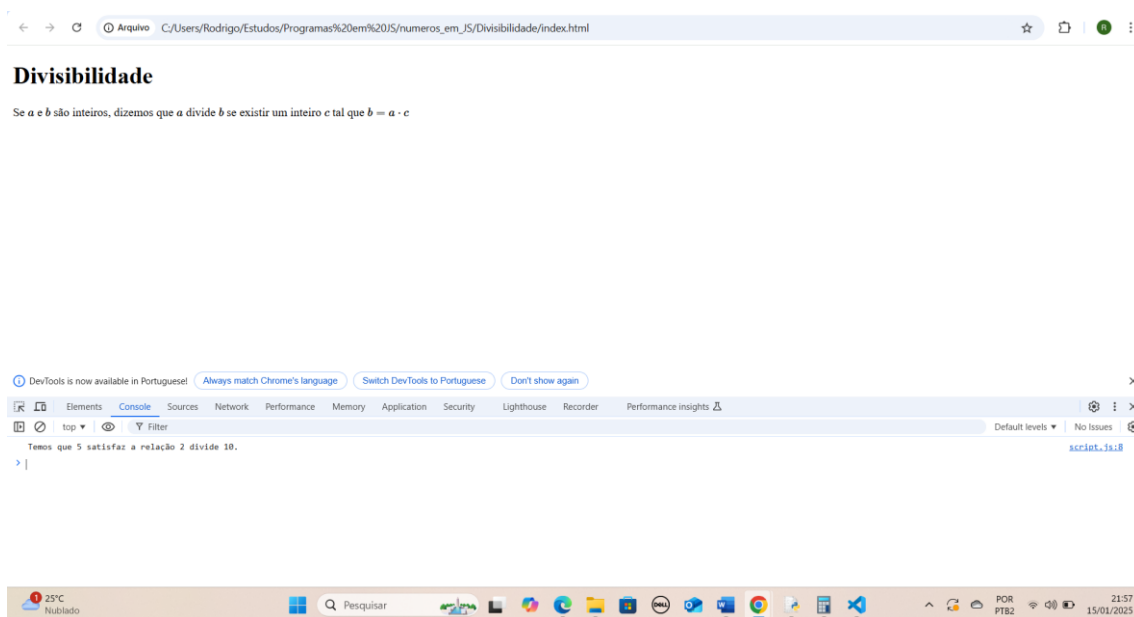 Arquivo C:/Users/Rodrigo/Estudos/Programas%20em%20JS/numeros_em_JS/Divisibilidade/index.html R
Divisibilidade
Se a e b são inteiros, dizemos que a divide b se existir um inteiro c tal que b = a · c
DevTools is now available in Portuguese! Always match Chrome's language Switch DevTools to Portuguese Don't show again
Elements Console Sources Network Performance Memory Application Security Lighthouse Recorder Performance insights
top Filter Default levels No Issues
Temos que 5 satisfaz a relação 2 divide 10. script.js:8
>
1 25°C
Nublado
Pesquisar
DELL
W
POR
PTB2
21:57
15/01/2025